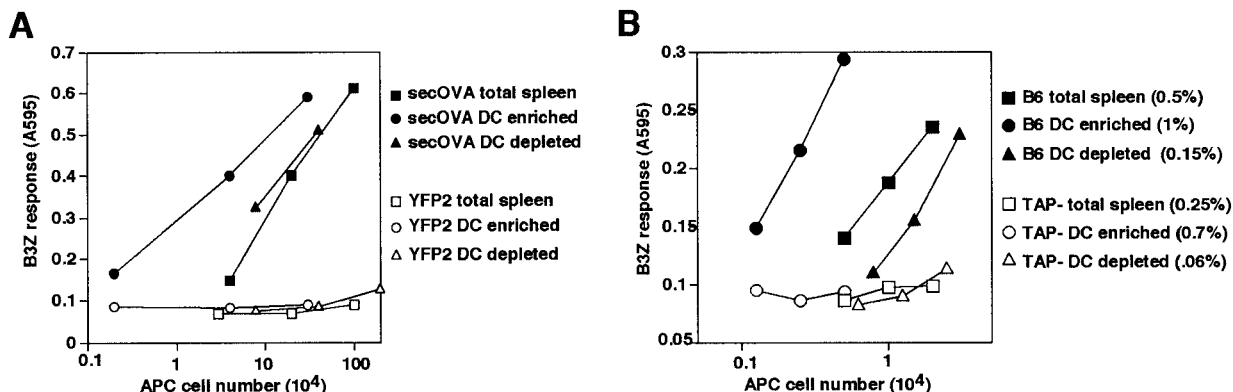 A
0.7
0.6
0.5
0.4
0.3
0.2
0.1
0
B3Z response (A595)
0.1
1
10
100
APC cell number (10⁴)
secOVA total spleen
secOVA DC enriched
secOVA DC depleted
YFP2 total spleen
YFP2 DC enriched
YFP2 DC depleted
B
0.3
0.25
0.2
0.15
0.1
0.05
B3Z response (A595)
0.1
1
APC cell number (10⁴)
B6 total spleen (0.5%)
B6 DC enriched (1%)
B6 DC depleted (0.15%)
TAP- total spleen (0.25%)
TAP- DC enriched (0.7%)
TAP- DC depleted (.06%)